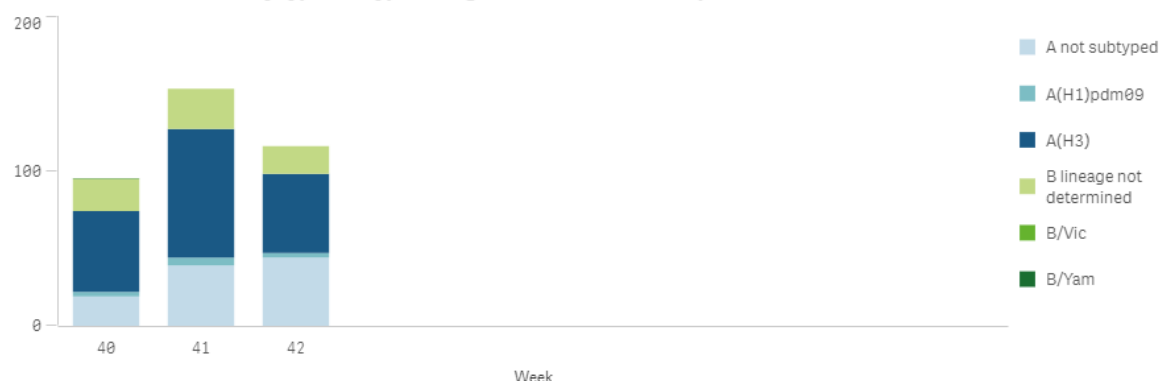 200
A not subtyped
A(H1)pdm09
A(H3)
100
B lineage not
determined
B/Vic
B/Yam
0
40 41 42
Week